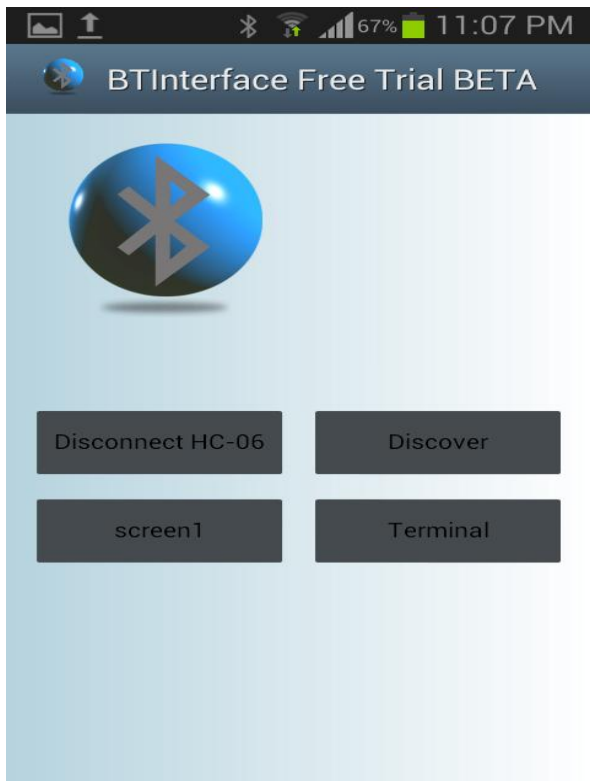 67% 11:07 PM
BTInterface Free Trial BETA
Disconnect HC-06 Discover
screen1 Terminal